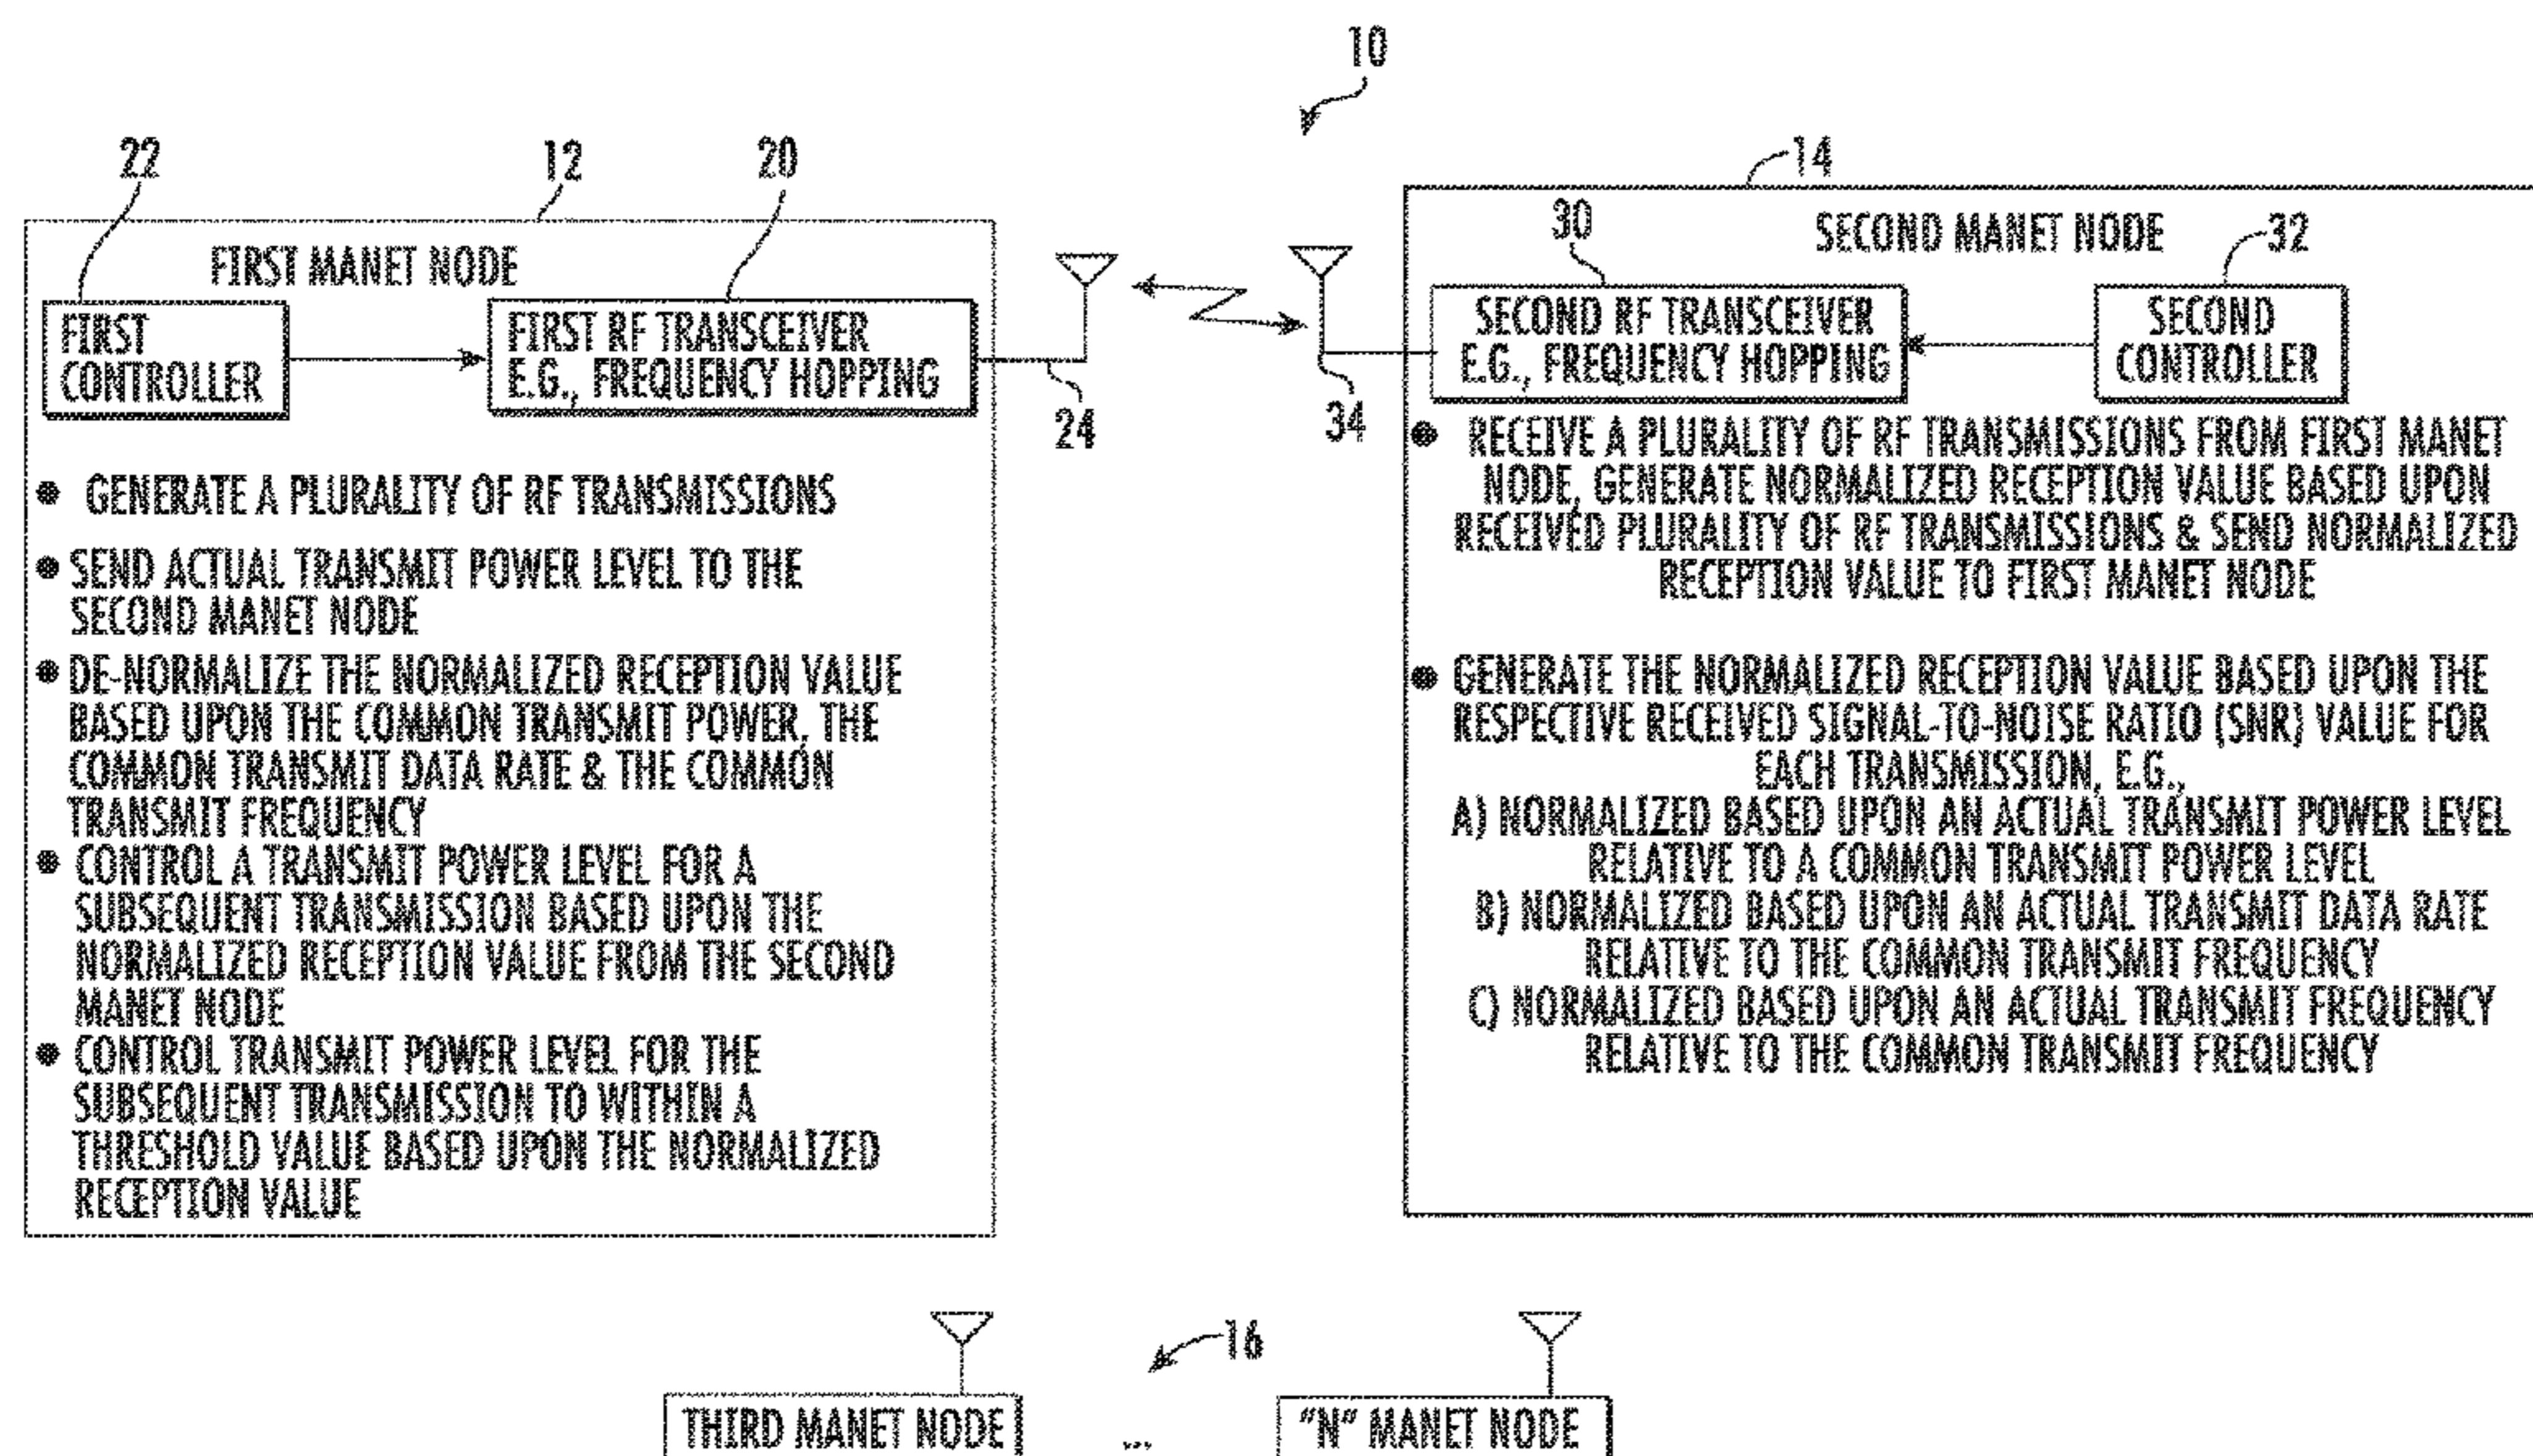 10
22
12
20
FIRST MANET NODE
FIRST
CONTROLLER
FIRST RF TRANSCEIVER
E.G., FREQUENCY HOPPING
24
● GENERATE A PLURALITY OF RF TRANSMISSIONS
● SEND ACTUAL TRANSMIT POWER LEVEL TO THE
SECOND MANET NODE
● DE-NORMALIZE THE NORMALIZED RECEPTION VALUE
BASED UPON THE COMMON TRANSMIT POWER, THE
COMMON TRANSMIT DATA RATE & THE COMMON
TRANSMIT FREQUENCY
● CONTROL A TRANSMIT POWER LEVEL FOR A
SUBSEQUENT TRANSMISSION BASED UPON THE
NORMALIZED RECEPTION VALUE FROM THE SECOND
MANET NODE
● CONTROL TRANSMIT POWER LEVEL FOR THE
SUBSEQUENT TRANSMISSION TO WITHIN A
THRESHOLD VALUE BASED UPON THE NORMALIZED
RECEPTION VALUE
14
30
SECOND MANET NODE
32
SECOND RF TRANSCEIVER
E.G., FREQUENCY HOPPING
SECOND
CONTROLLER
34
● RECEIVE A PLURALITY OF RF TRANSMISSIONS FROM FIRST MANET
NODE, GENERATE NORMALIZED RECEPTION VALUE BASED UPON
RECEIVED PLURALITY OF RF TRANSMISSIONS & SEND NORMALIZED
RECEPTION VALUE TO FIRST MANET NODE
● GENERATE THE NORMALIZED RECEPTION VALUE BASED UPON THE
RESPECTIVE RECEIVED SIGNAL-TO-NOISE RATIO (SNR) VALUE FOR
EACH TRANSMISSION, E.G.,
A) NORMALIZED BASED UPON AN ACTUAL TRANSMIT POWER LEVEL
RELATIVE TO A COMMON TRANSMIT POWER LEVEL
B) NORMALIZED BASED UPON AN ACTUAL TRANSMIT DATA RATE
RELATIVE TO THE COMMON TRANSMIT FREQUENCY
C) NORMALIZED BASED UPON AN ACTUAL TRANSMIT FREQUENCY
RELATIVE TO THE COMMON TRANSMIT FREQUENCY
16
THIRD MANET NODE
...
"N" MANET NODE